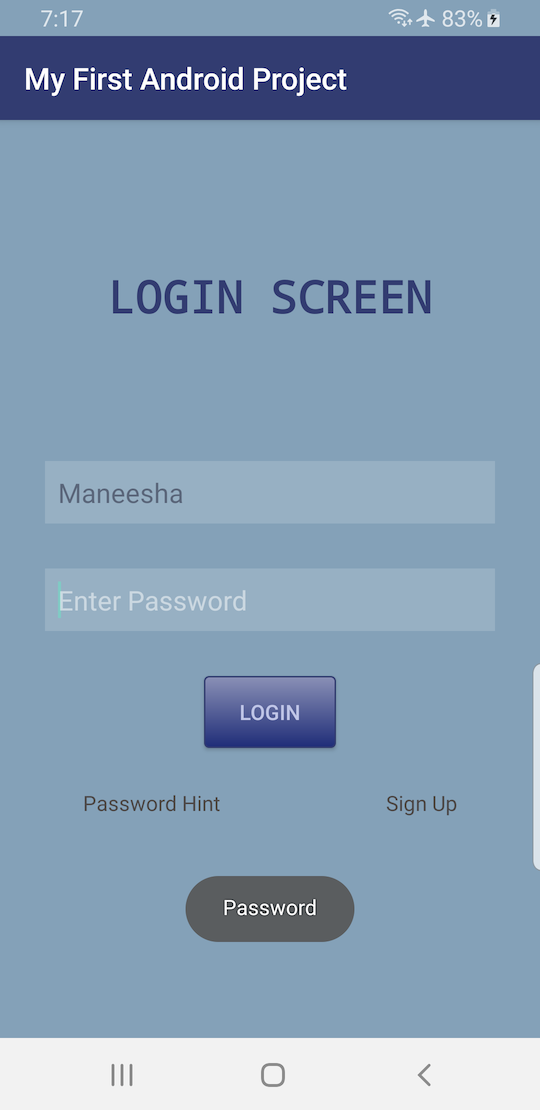 7:17 83%
My First Android Project
LOGIN SCREEN
Maneesha
Enter Password
LOGIN
Password Hint Sign Up
Password